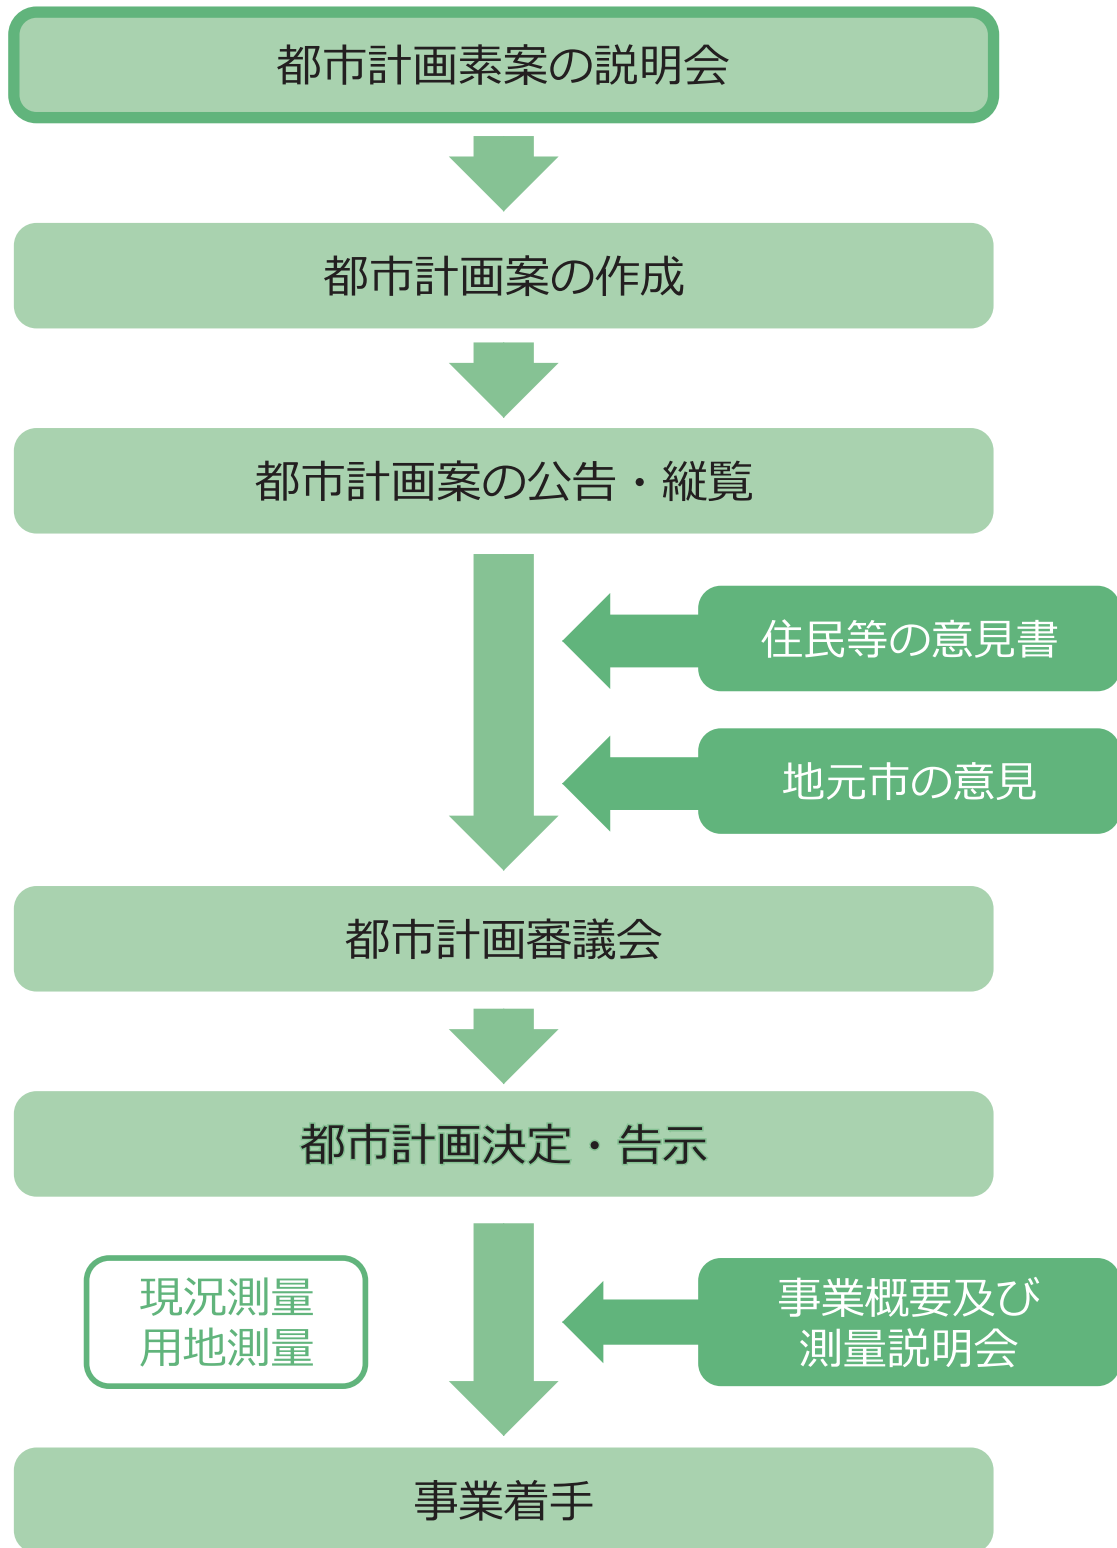 都市計画素案の説明会
都市計画案の作成
都市計画案の公告・縦覧
住民等の意見書
地元市の意見
都市計画審議会
都市計画決定・告示
現況測量
用地測量
事業概要及び
測量説明会
事業着手